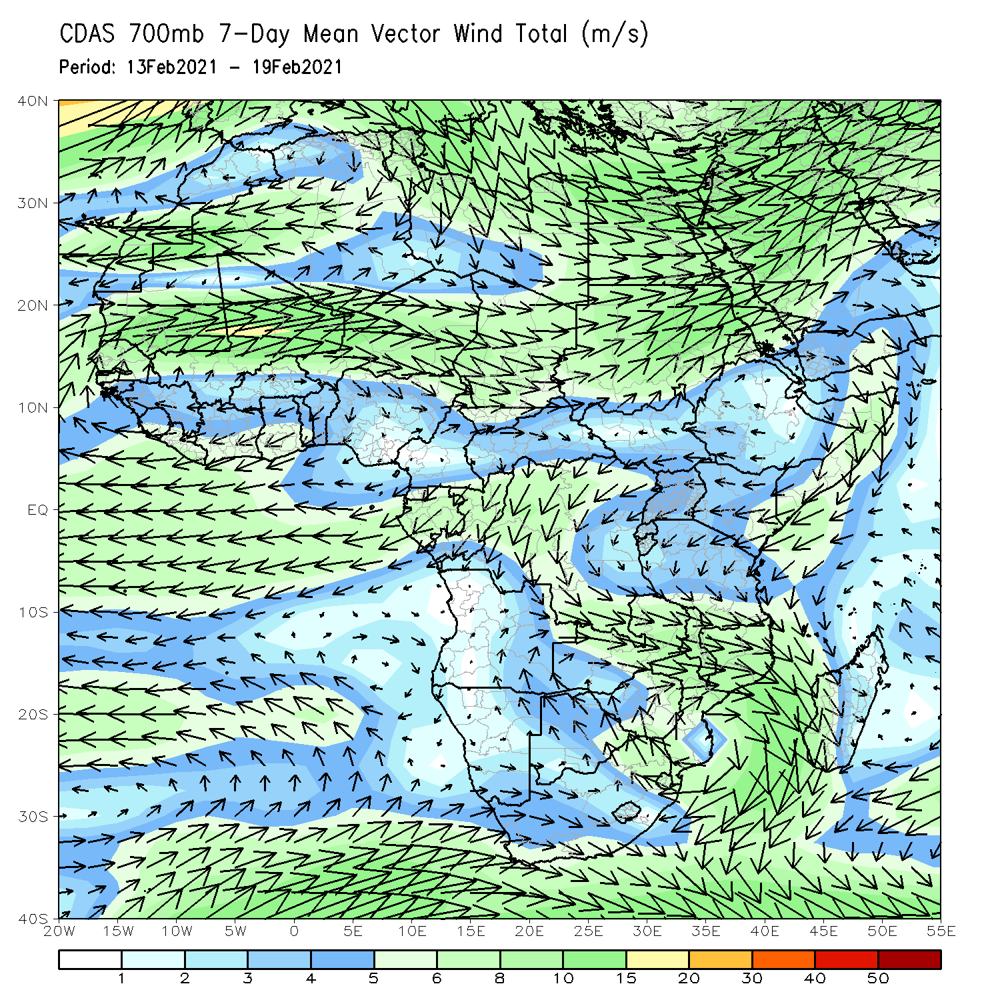 CDAS 700mb 7-Day Mean Vector Wind Total (m/s)
Period: 13Feb2021 - 19Feb2021
40N
30N
20N
10N
EQ
10S
20S
30S
40S
20W 15W 10W 5W 0 5E 10E 15E 20E 25E 30E 35E 40E 45E 50E 55E
1 2 3 4 5 6 8 10 15 20 30 40 50